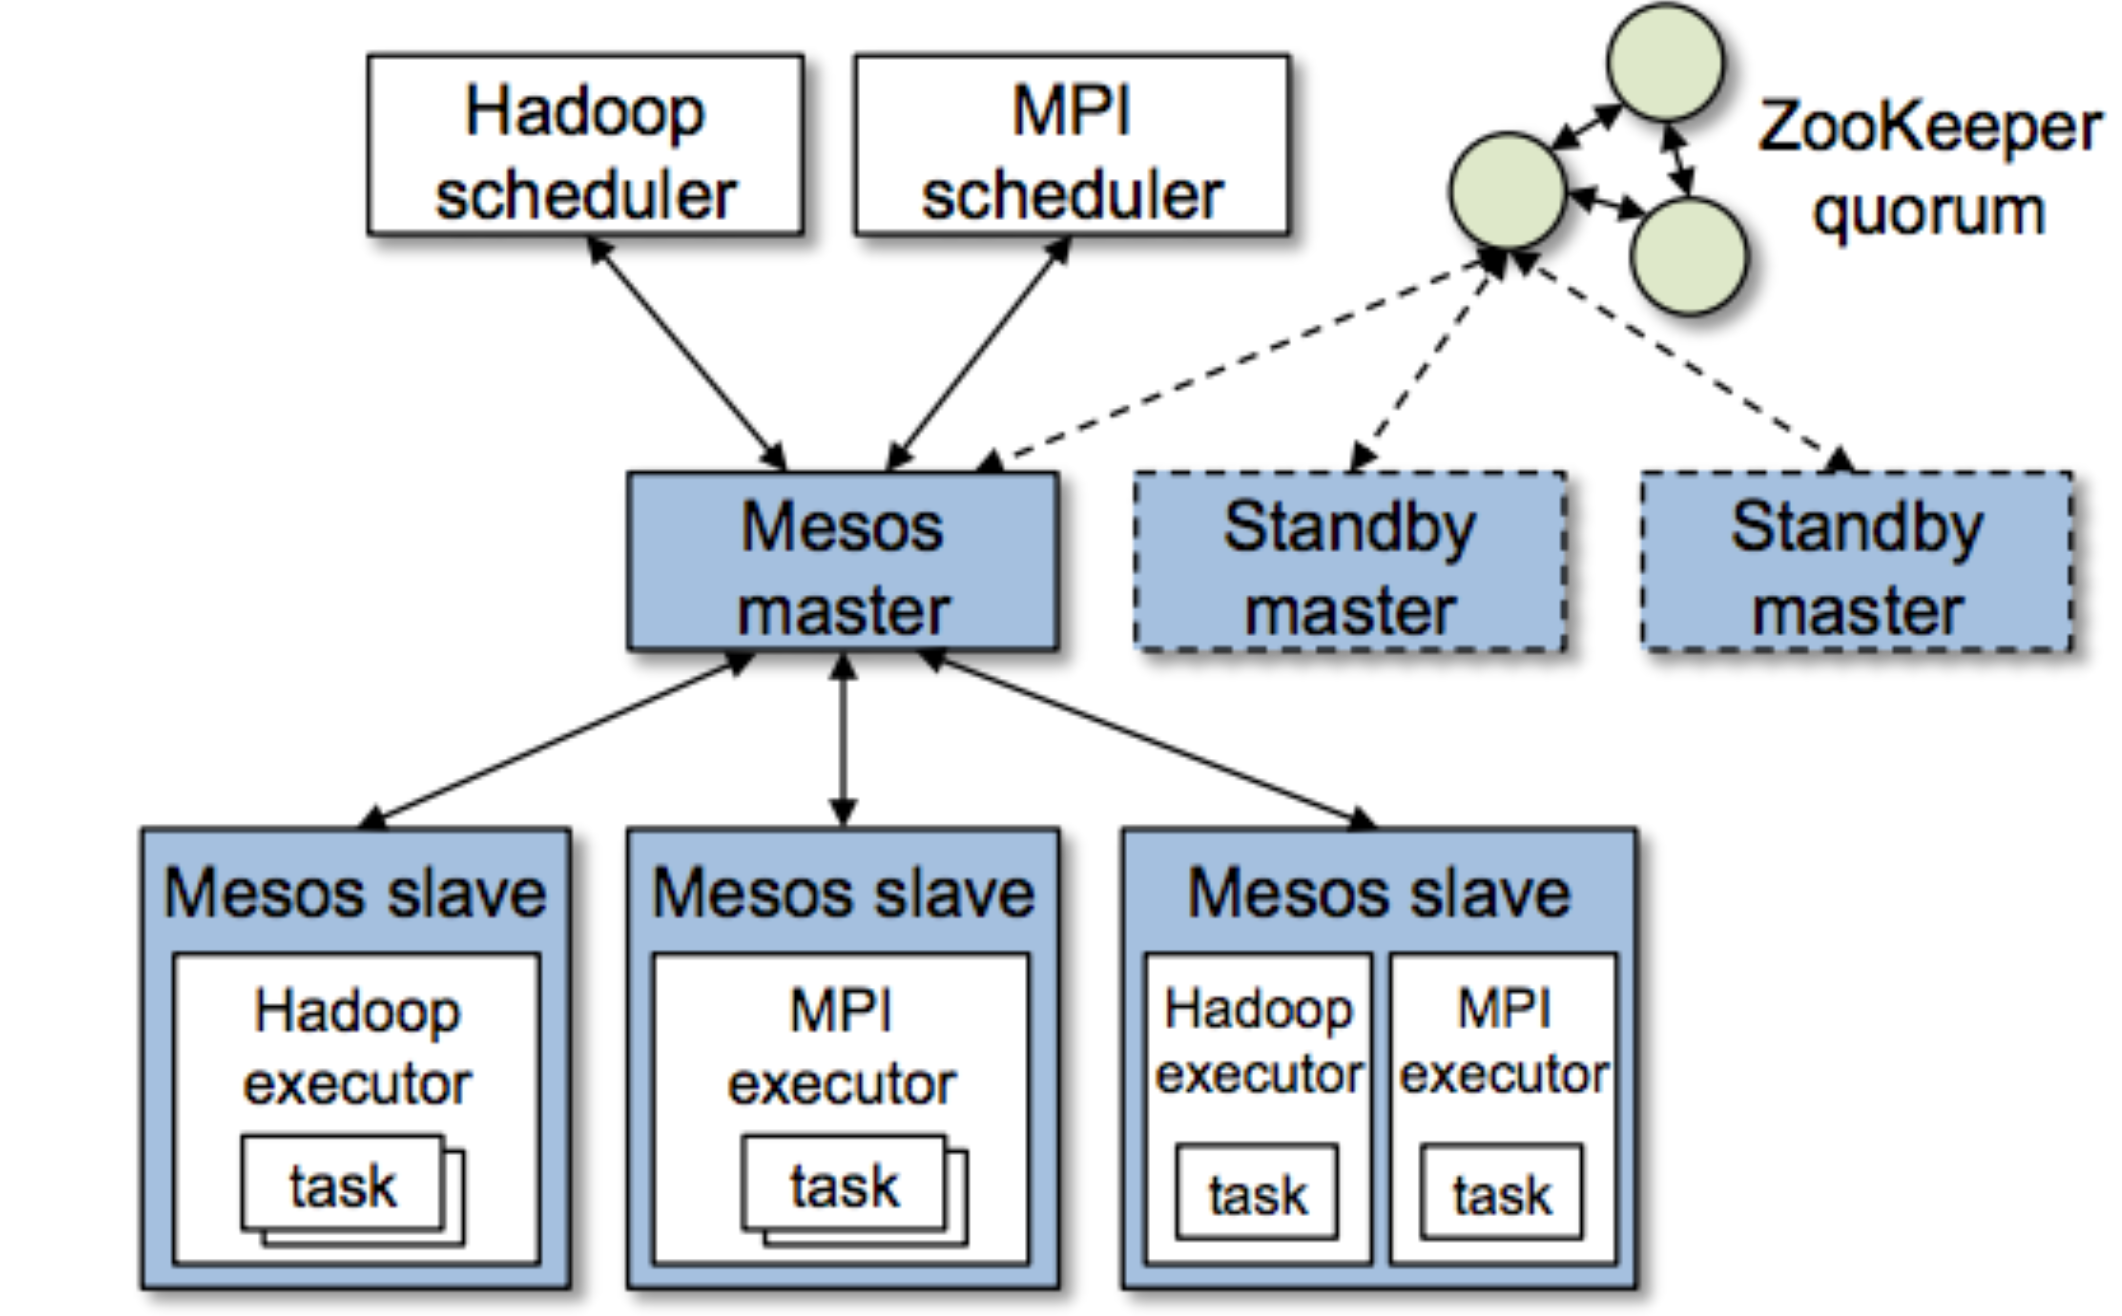 Hadoop
scheduler
MPI
scheduler
ZooKeeper
quorum
Mesos
master
Standby
master
Standby
master
Mesos slave
Hadoop
executor
task
Mesos slave
MPI
executor
task
Mesos slave
Hadoop
executor
task
MPI
executor
task